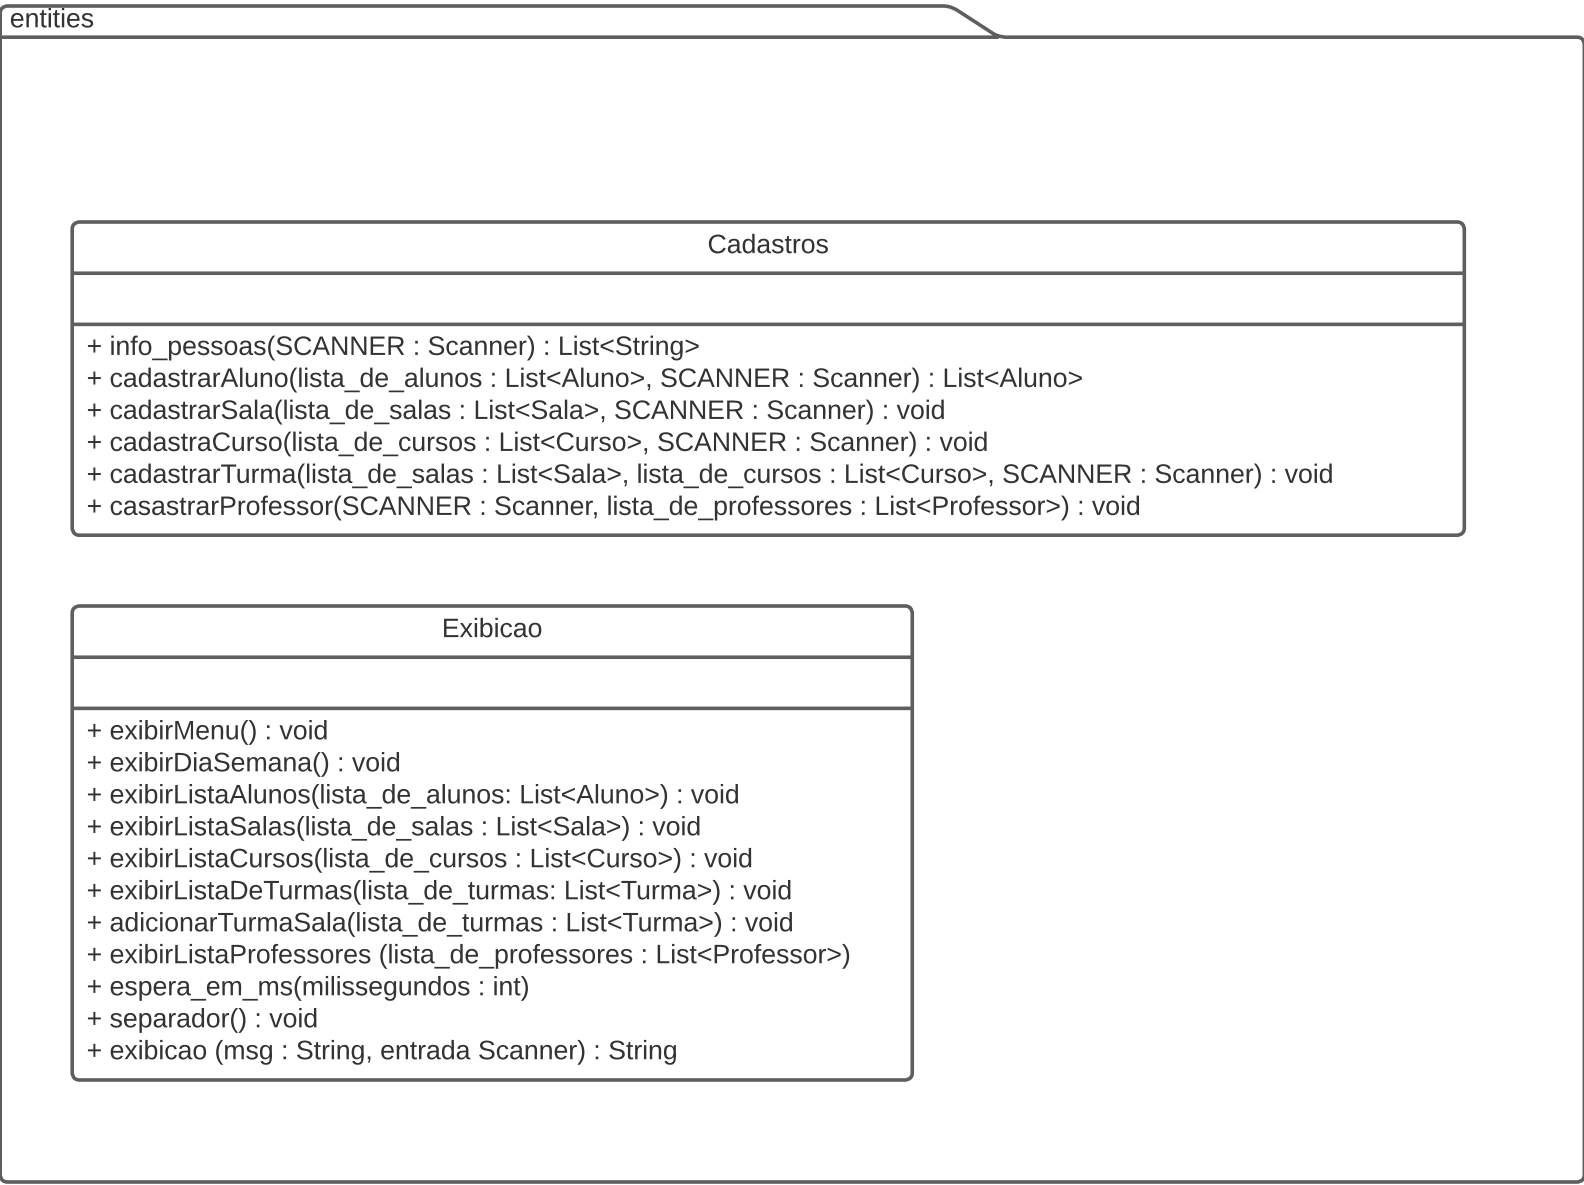 entities
Cadastros
+ info_pessoas(SCANNER : Scanner) : List<String>
+ cadastrarAluno(lista_de_alunos : List<Aluno>, SCANNER : Scanner) : List<Aluno>
+ cadastrarSala(lista_de_salas : List<Sala>, SCANNER : Scanner) : void
+ cadastraCurso(lista_de_cursos : List<Curso>, SCANNER : Scanner) : void
+ cadastrarTurma(lista_de_salas : List<Sala>, lista_de_cursos : List<Curso>, SCANNER : Scanner) : void
+ casastrarProfessor(SCANNER : Scanner, lista_de_professores : List<Professor>) : void
Exibicao
+ exibirMenu() : void
+ exibirDiaSemana() : void
+ exibirListaAlunos(lista_de_alunos: List<Aluno>) : void
+ exibirListaSalas(lista_de_salas : List<Sala>) : void
+ exibirListaCursos(lista_de_cursos : List<Curso>) : void
+ exibirListaDeTurmas(lista_de_turmas: List<Turma>) : void
+ adicionarTurmaSala(lista_de_turmas : List<Turma>) : void
+ exibirListaProfessores (lista_de_professores : List<Professor>)
+ espera_em_ms(milissegundos : int)
+ separador() : void
+ exibicao (msg : String, entrada Scanner) : String